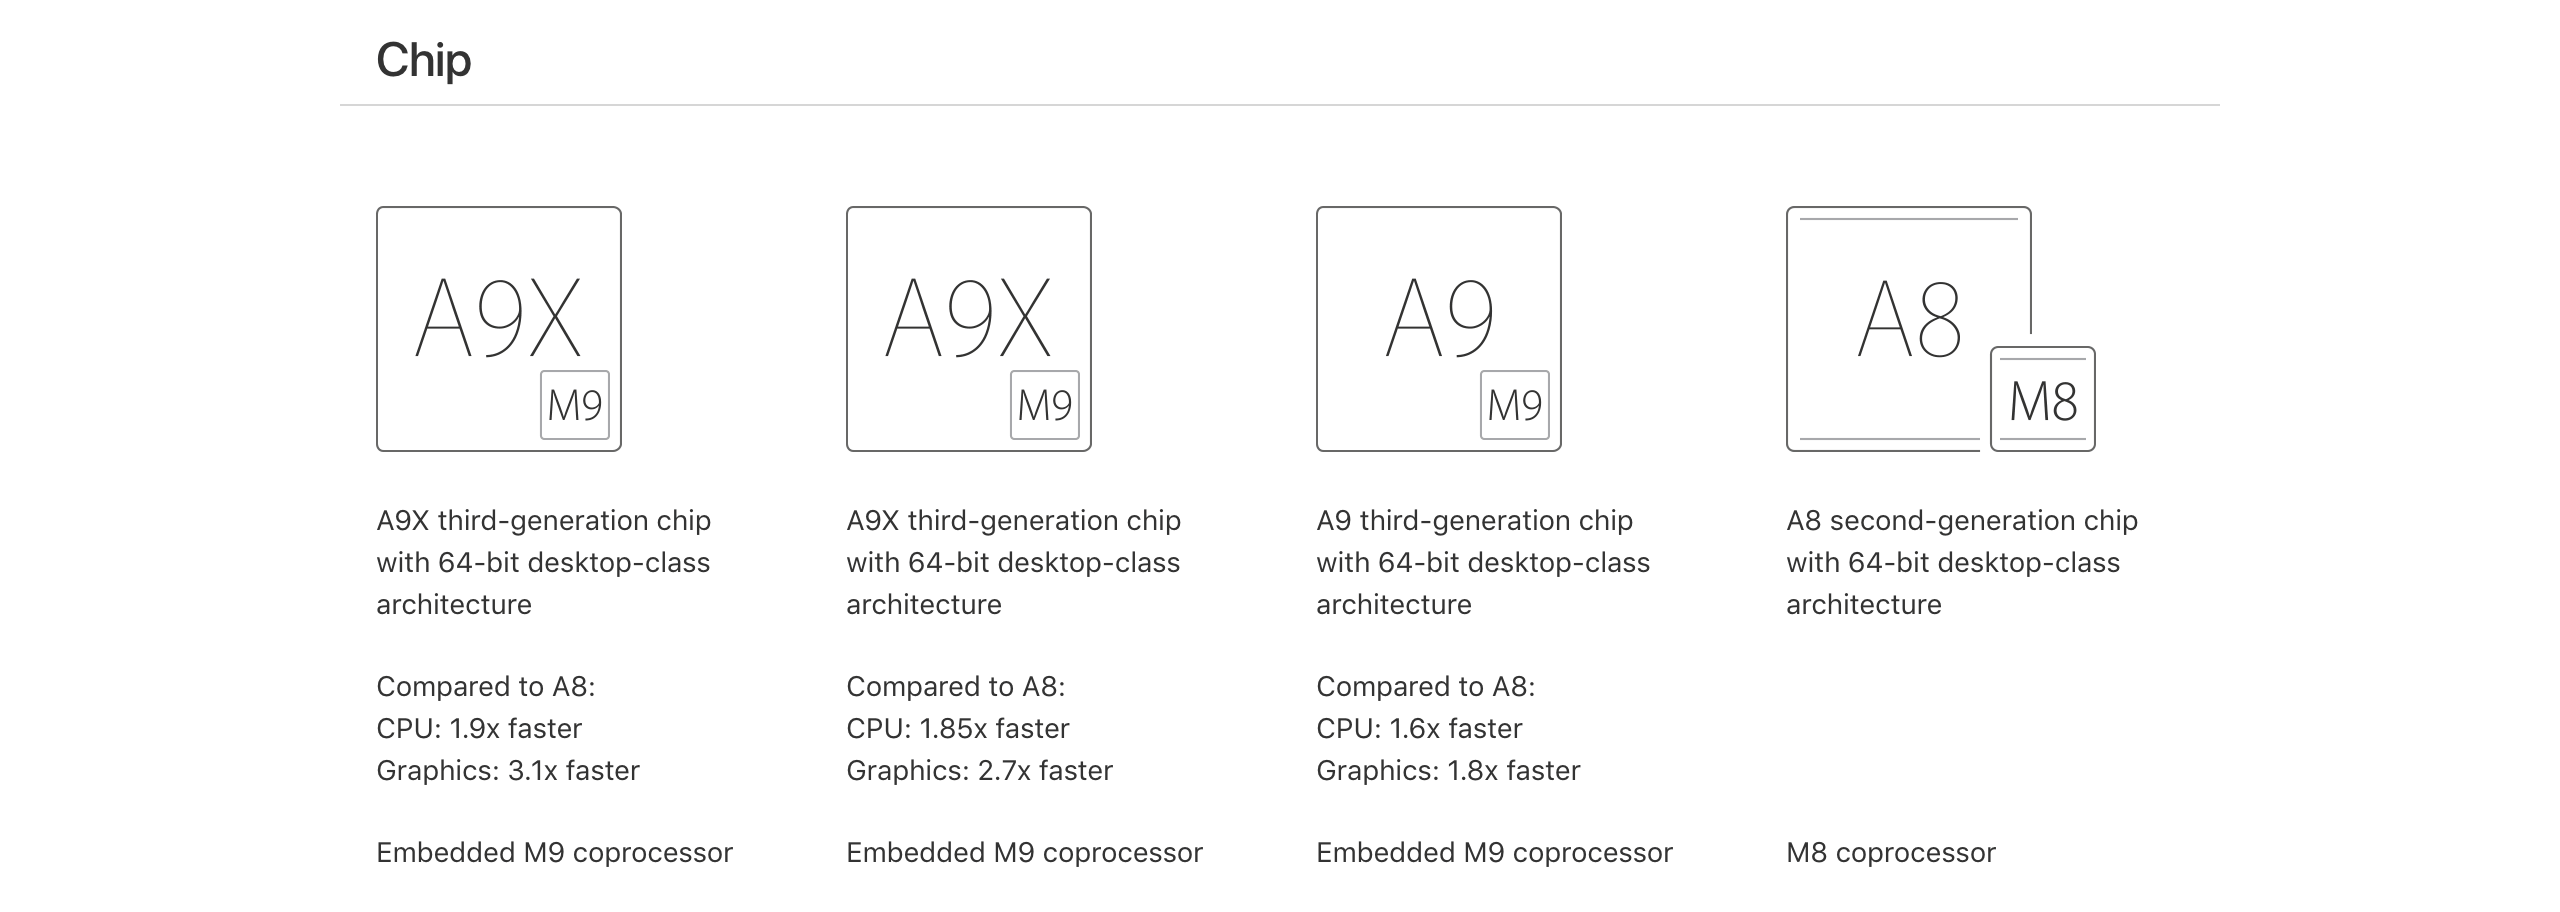 Chip
A9X
M9
A9X
M9
A9
M9
A8
M8
A9X third-generation chip
with 64-bit desktop-class
architecture
Compared to A8:
CPU: 1.9x faster
Graphics: 3.1x faster
Embedded M9 coprocessor
A9X third-generation chip
with 64-bit desktop-class
architecture
Compared to A8:
CPU: 1.85x faster
Graphics: 2.7x faster
Embedded M9 coprocessor
A9 third-generation chip
with 64-bit desktop-class
architecture
Compared to A8:
CPU: 1.6x faster
Graphics: 1.8x faster
Embedded M9 coprocessor
A8 second-generation chip
with 64-bit desktop-class
architecture
M8 coprocessor